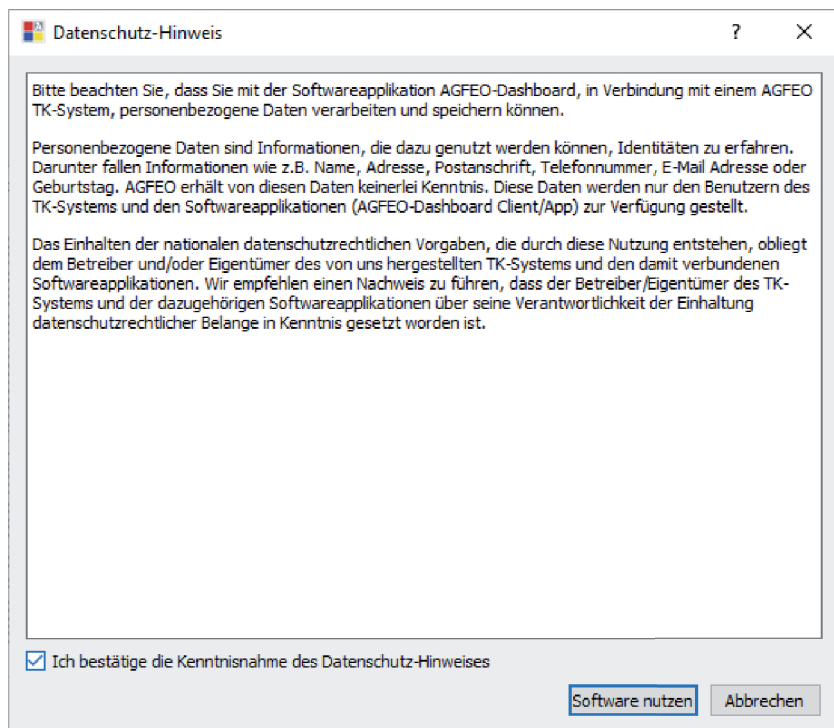 Datenschutz-Hinweis
Bitte beachten Sie, dass Sie mit der Softwareapplikation AGFEO-Dashboard, in Verbindung mit einem AGFEO
TK-System, personenbezogene Daten verarbeiten und speichern können.
Personenbezogene Daten sind Informationen, die dazu genutzt werden können, Identitäten zu erfahren.
Darunter fallen Informationen wie z.B. Name, Adresse, Postanschrift, Telefonnummer, E-Mail Adresse oder
Geburtstag. AGFEO erhält von diesen Daten keinerlei Kenntnis. Diese Daten werden nur den Benutzern des
TK-Systems und den Softwareapplikationen (AGFEO-Dashboard Client/App) zur Verfügung gestellt.
Das Einhalten der nationalen datenschutzrechtlichen Vorgaben, die durch diese Nutzung entstehen, obliegt
dem Betreiber und/oder Eigentümer des von uns hergestellten TK-Systems und den damit verbundenen
Softwareapplikationen. Wir empfehlen einen Nachweis zu führen, dass der Betreiber/Eigentümer des TK-
Systems und der dazugehörigen Softwareapplikationen über seine Verantwortlichkeit der Einhaltung
datenschutzrechtlicher Belange in Kenntnis gesetzt worden ist.
Ich bestätige die Kenntnisnahme des Datenschutz-Hinweises
Software nutzen Abbrechen